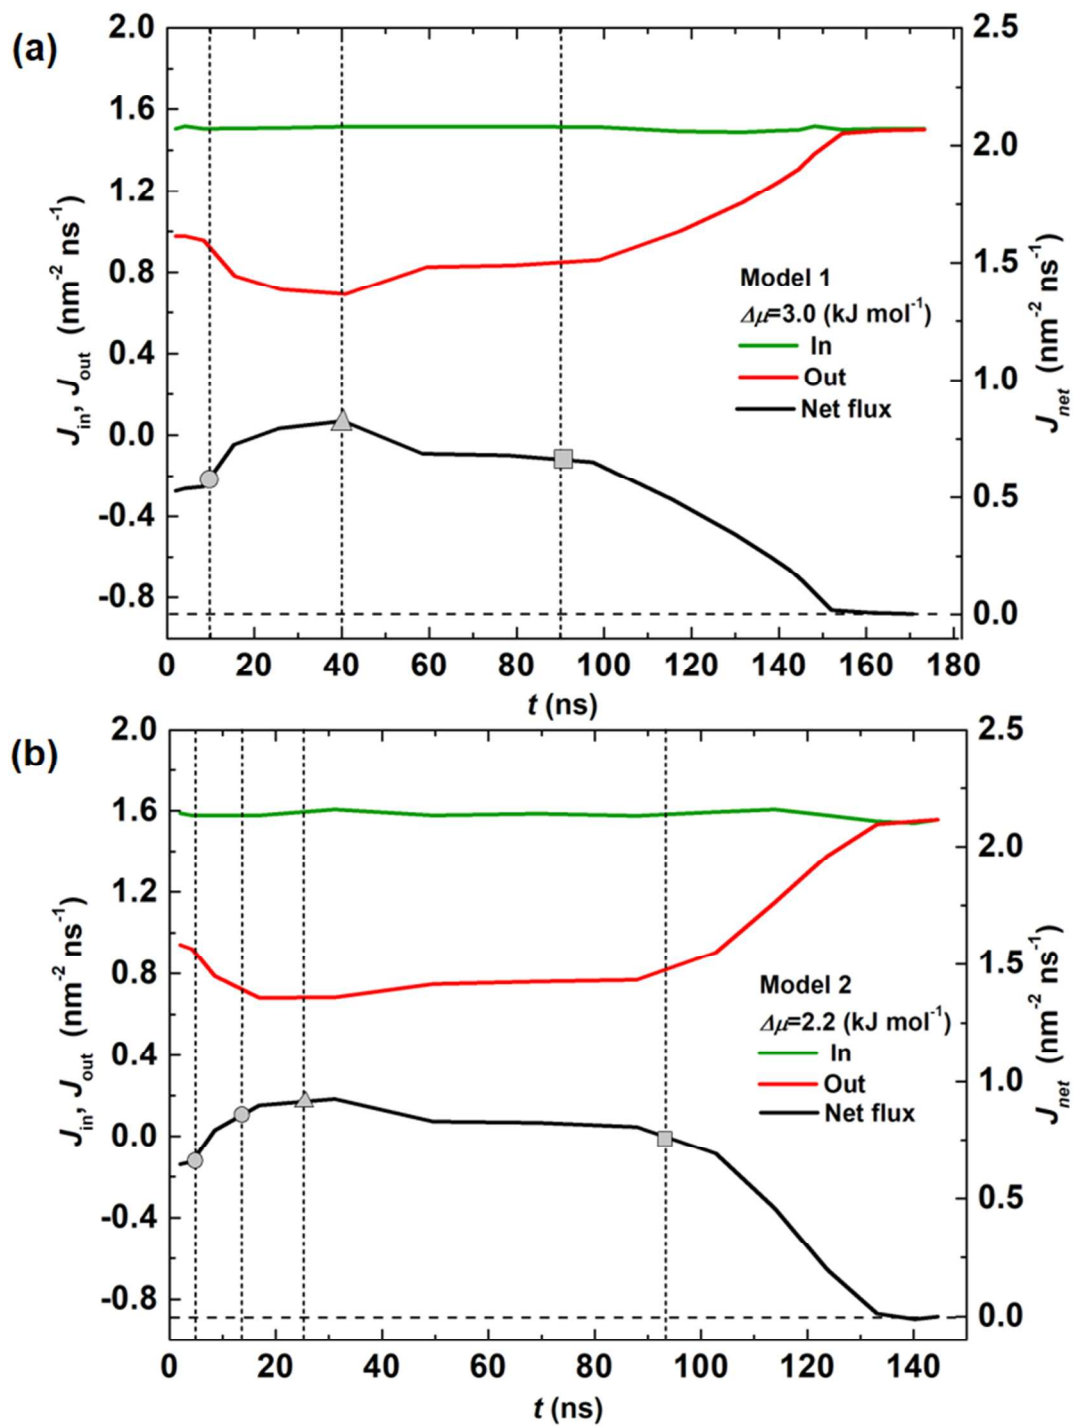 (a)
2.0
1.6
1.2
0.8
0.4
0.0
-0.4
-0.8
J_in, J_out (nm⁻² ns⁻¹)
2.5
2.0
1.5
1.0
0.5
0.0
J_net (nm⁻² ns⁻¹)
Model 1
Δμ=3.0 (kJ mol⁻¹)
In
Out
Net flux
0 20 40 60 80 100 120 140 160 180
t (ns)
(b)
2.0
1.6
1.2
0.8
0.4
0.0
-0.4
-0.8
J_in, J_out (nm⁻² ns⁻¹)
2.5
2.0
1.5
1.0
0.5
0.0
J_net (nm⁻² ns⁻¹)
Model 2
Δμ=2.2 (kJ mol⁻¹)
In
Out
Net flux
0 20 40 60 80 100 120 140
t (ns)